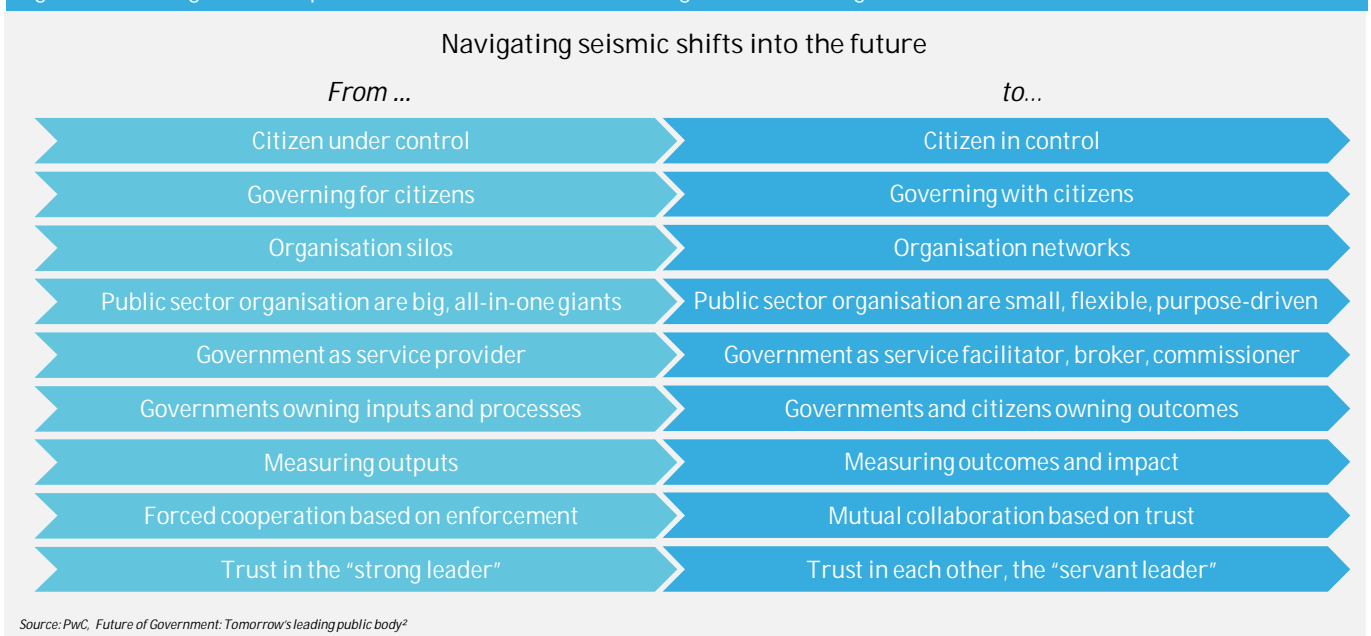 Navigating seismic shifts into the future
From ... to...
Citizen under control Citizen in control
Governing for citizens Governing with citizens
Organisation silos Organisation networks
Public sector organisation are big, all-in-one giants Public sector organisation are small, flexible, purpose-driven
Government as service provider Government as service facilitator, broker, commissioner
Governments owning inputs and processes Governments and citizens owning outcomes
Measuring outputs Measuring outcomes and impact
Forced cooperation based on enforcement Mutual collaboration based on trust
Trust in the “strong leader” Trust in each other, the “servant leader”
Source: PwC, Future of Government: Tomorrow's leading public body²